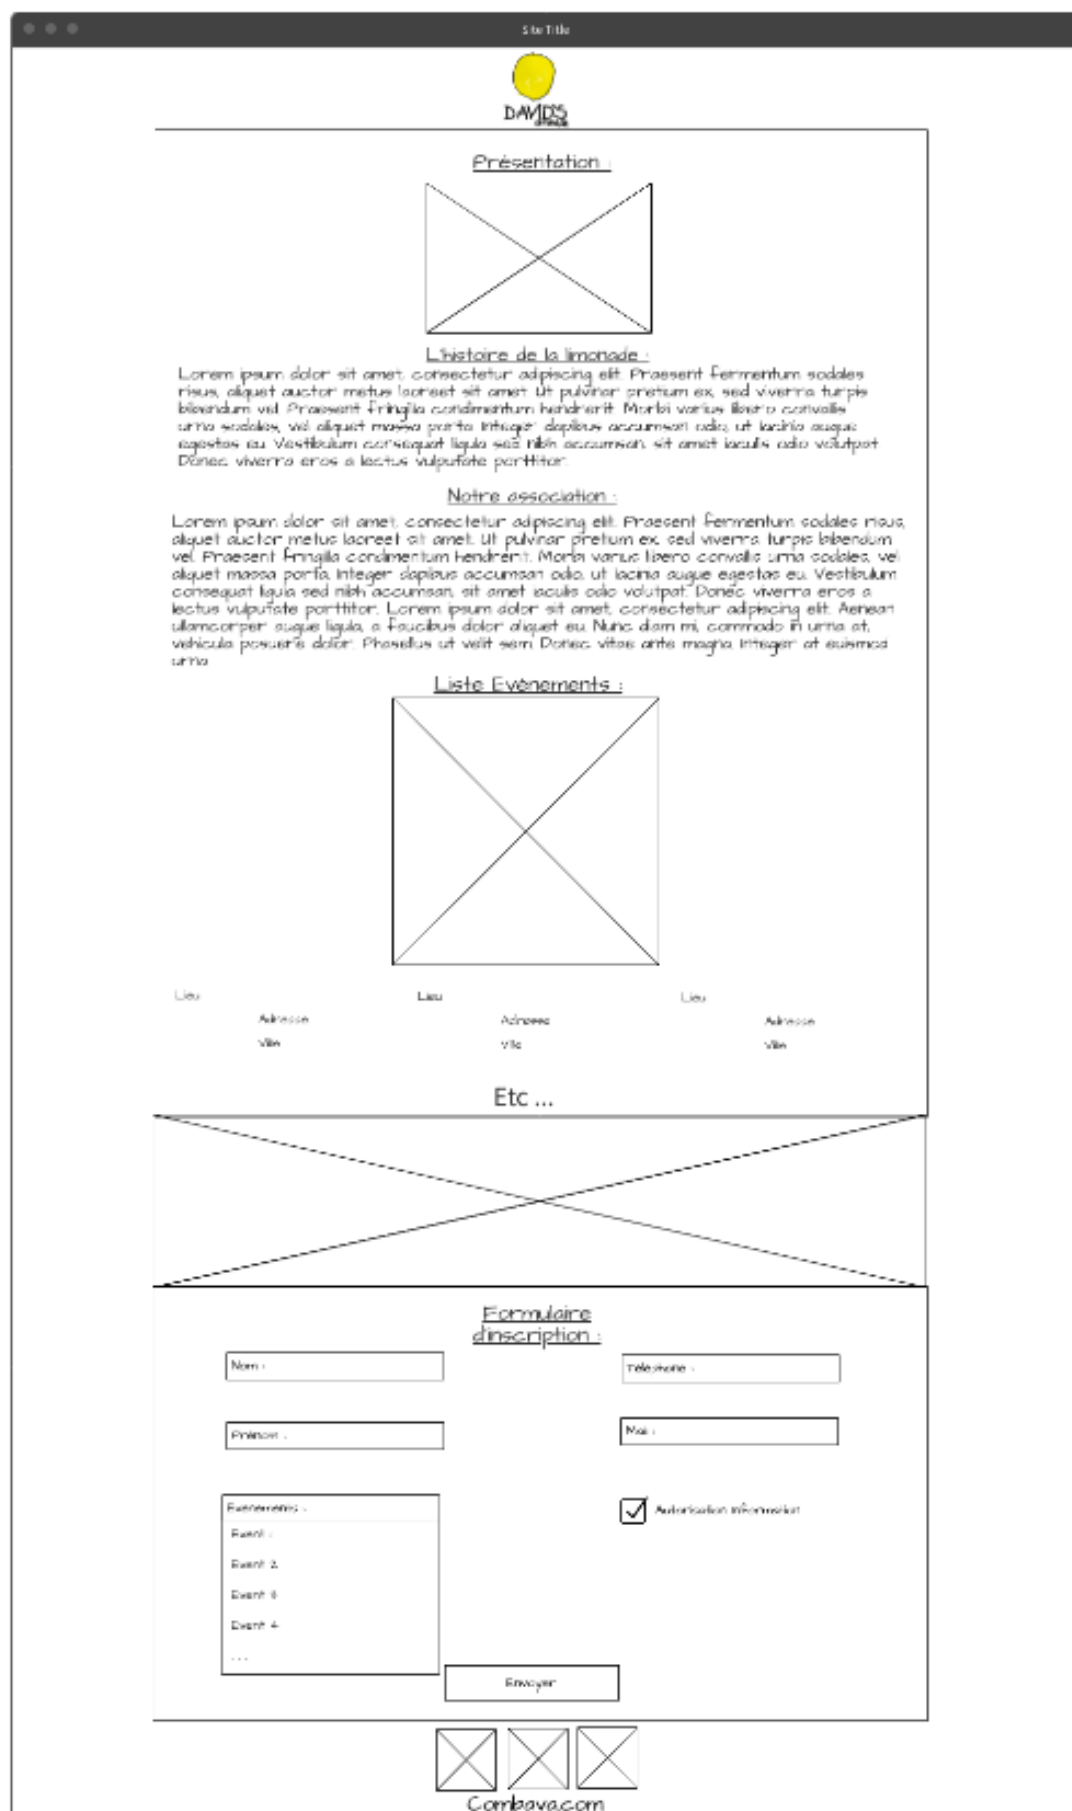 Site Title
DAVID'S
Présentation :
L'histoire de la limonade :
Lorem ipsum dolor sit amet, consectetur adipiscing elit. Praesent fermentum sodales
risus, aliquet auctor metus laoreet sit amet. Ut pulvinar pretium ex, sed viverra turpis
bibendum vel. Praesent fringilla condimentum hendrerit. Morbi varius libero convallis
urna sodales, vel aliquet massa porta. Integer dapibus accumsan odio, ut lacinia augue
egestas eu. Vestibulum consequat ligula sed nibh accumsan, sit amet iaculis odio volutpat.
Donec viverra eros a lectus vulputate porttitor.
Notre association :
Lorem ipsum dolor sit amet, consectetur adipiscing elit. Praesent fermentum sodales risus,
aliquet auctor metus laoreet sit amet. Ut pulvinar pretium ex, sed viverra turpis bibendum
vel. Praesent fringilla condimentum hendrerit. Morbi varius libero convallis urna sodales, vel
aliquet massa porta. Integer dapibus accumsan odio, ut lacinia augue egestas eu. Vestibulum
consequat ligula sed nibh accumsan, sit amet iaculis odio volutpat. Donec viverra eros a
lectus vulputate porttitor. Lorem ipsum dolor sit amet, consectetur adipiscing elit. Aenean
ullamcorper augue ligula, a faucibus dolor aliquet eu. Nunc diam mi, commodo in urna at,
vehicula posuere dolor. Phasellus ut velit sem. Donec vitae ante magna. Integer at euismod
urna.
Liste Evènements :
Lieu Lieu Lieu
Adresse Adresse Adresse
Ville Ville Ville
Etc ...
Formulaire
d'inscription :
Nom : Téléphone :
Prénom : Mail :
Evénements : Autorisation information
Event
Event 2
Event 3
Event 4
...
Envoyer
Combava.com